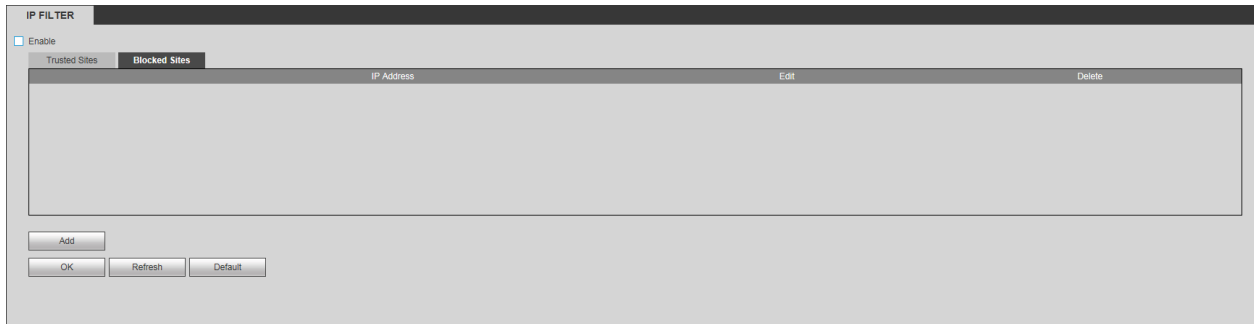 IP FILTER
Enable
Trusted Sites Blocked Sites
IP Address Edit Delete
Add
OK Refresh Default